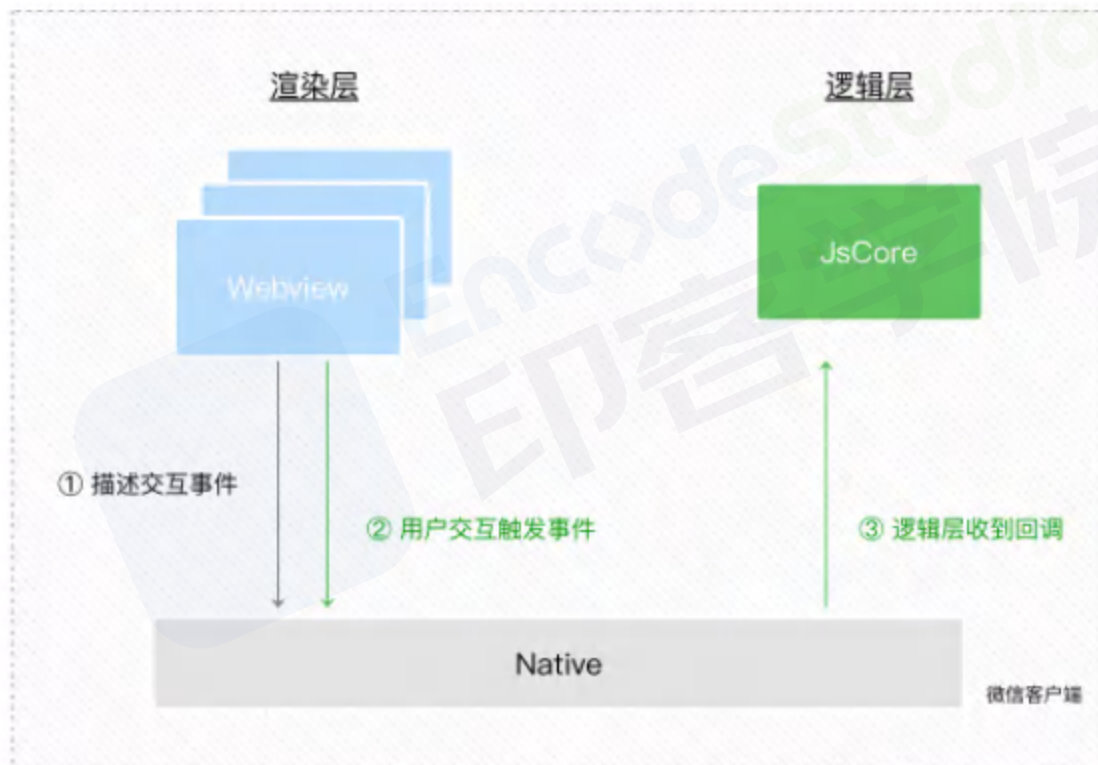 渲染层
逻辑层
Webview
JsCore
① 描述交互事件
② 用户交互触发事件
③ 逻辑层收到回调
Native
微信客户端
EncodeStudio
印客学院